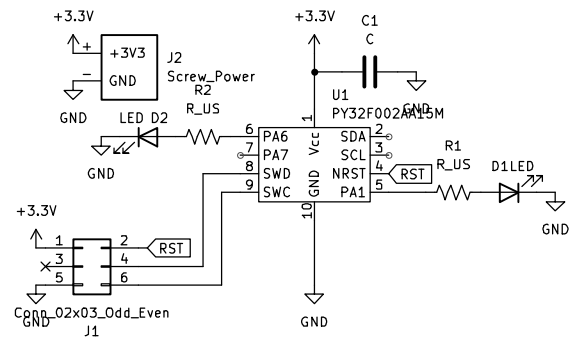 +3.3V
+3.3V
C1
C
+
+3V3
J2
−
GND
Screw_Power
GND
R2
R_US
GND
U1
PY32F002AA15M
LED D2
6
PA6
1
Vcc
SDA
2
7
PA7
SCL
3
R1
R_US
8
SWD
NRST
4
RST
D1LED
9
SWC
GND
PA1
5
GND
10
GND
+3.3V
1
2
RST
3
4
5
6
Conn_02x03_Odd_Even
GND
J1
GND